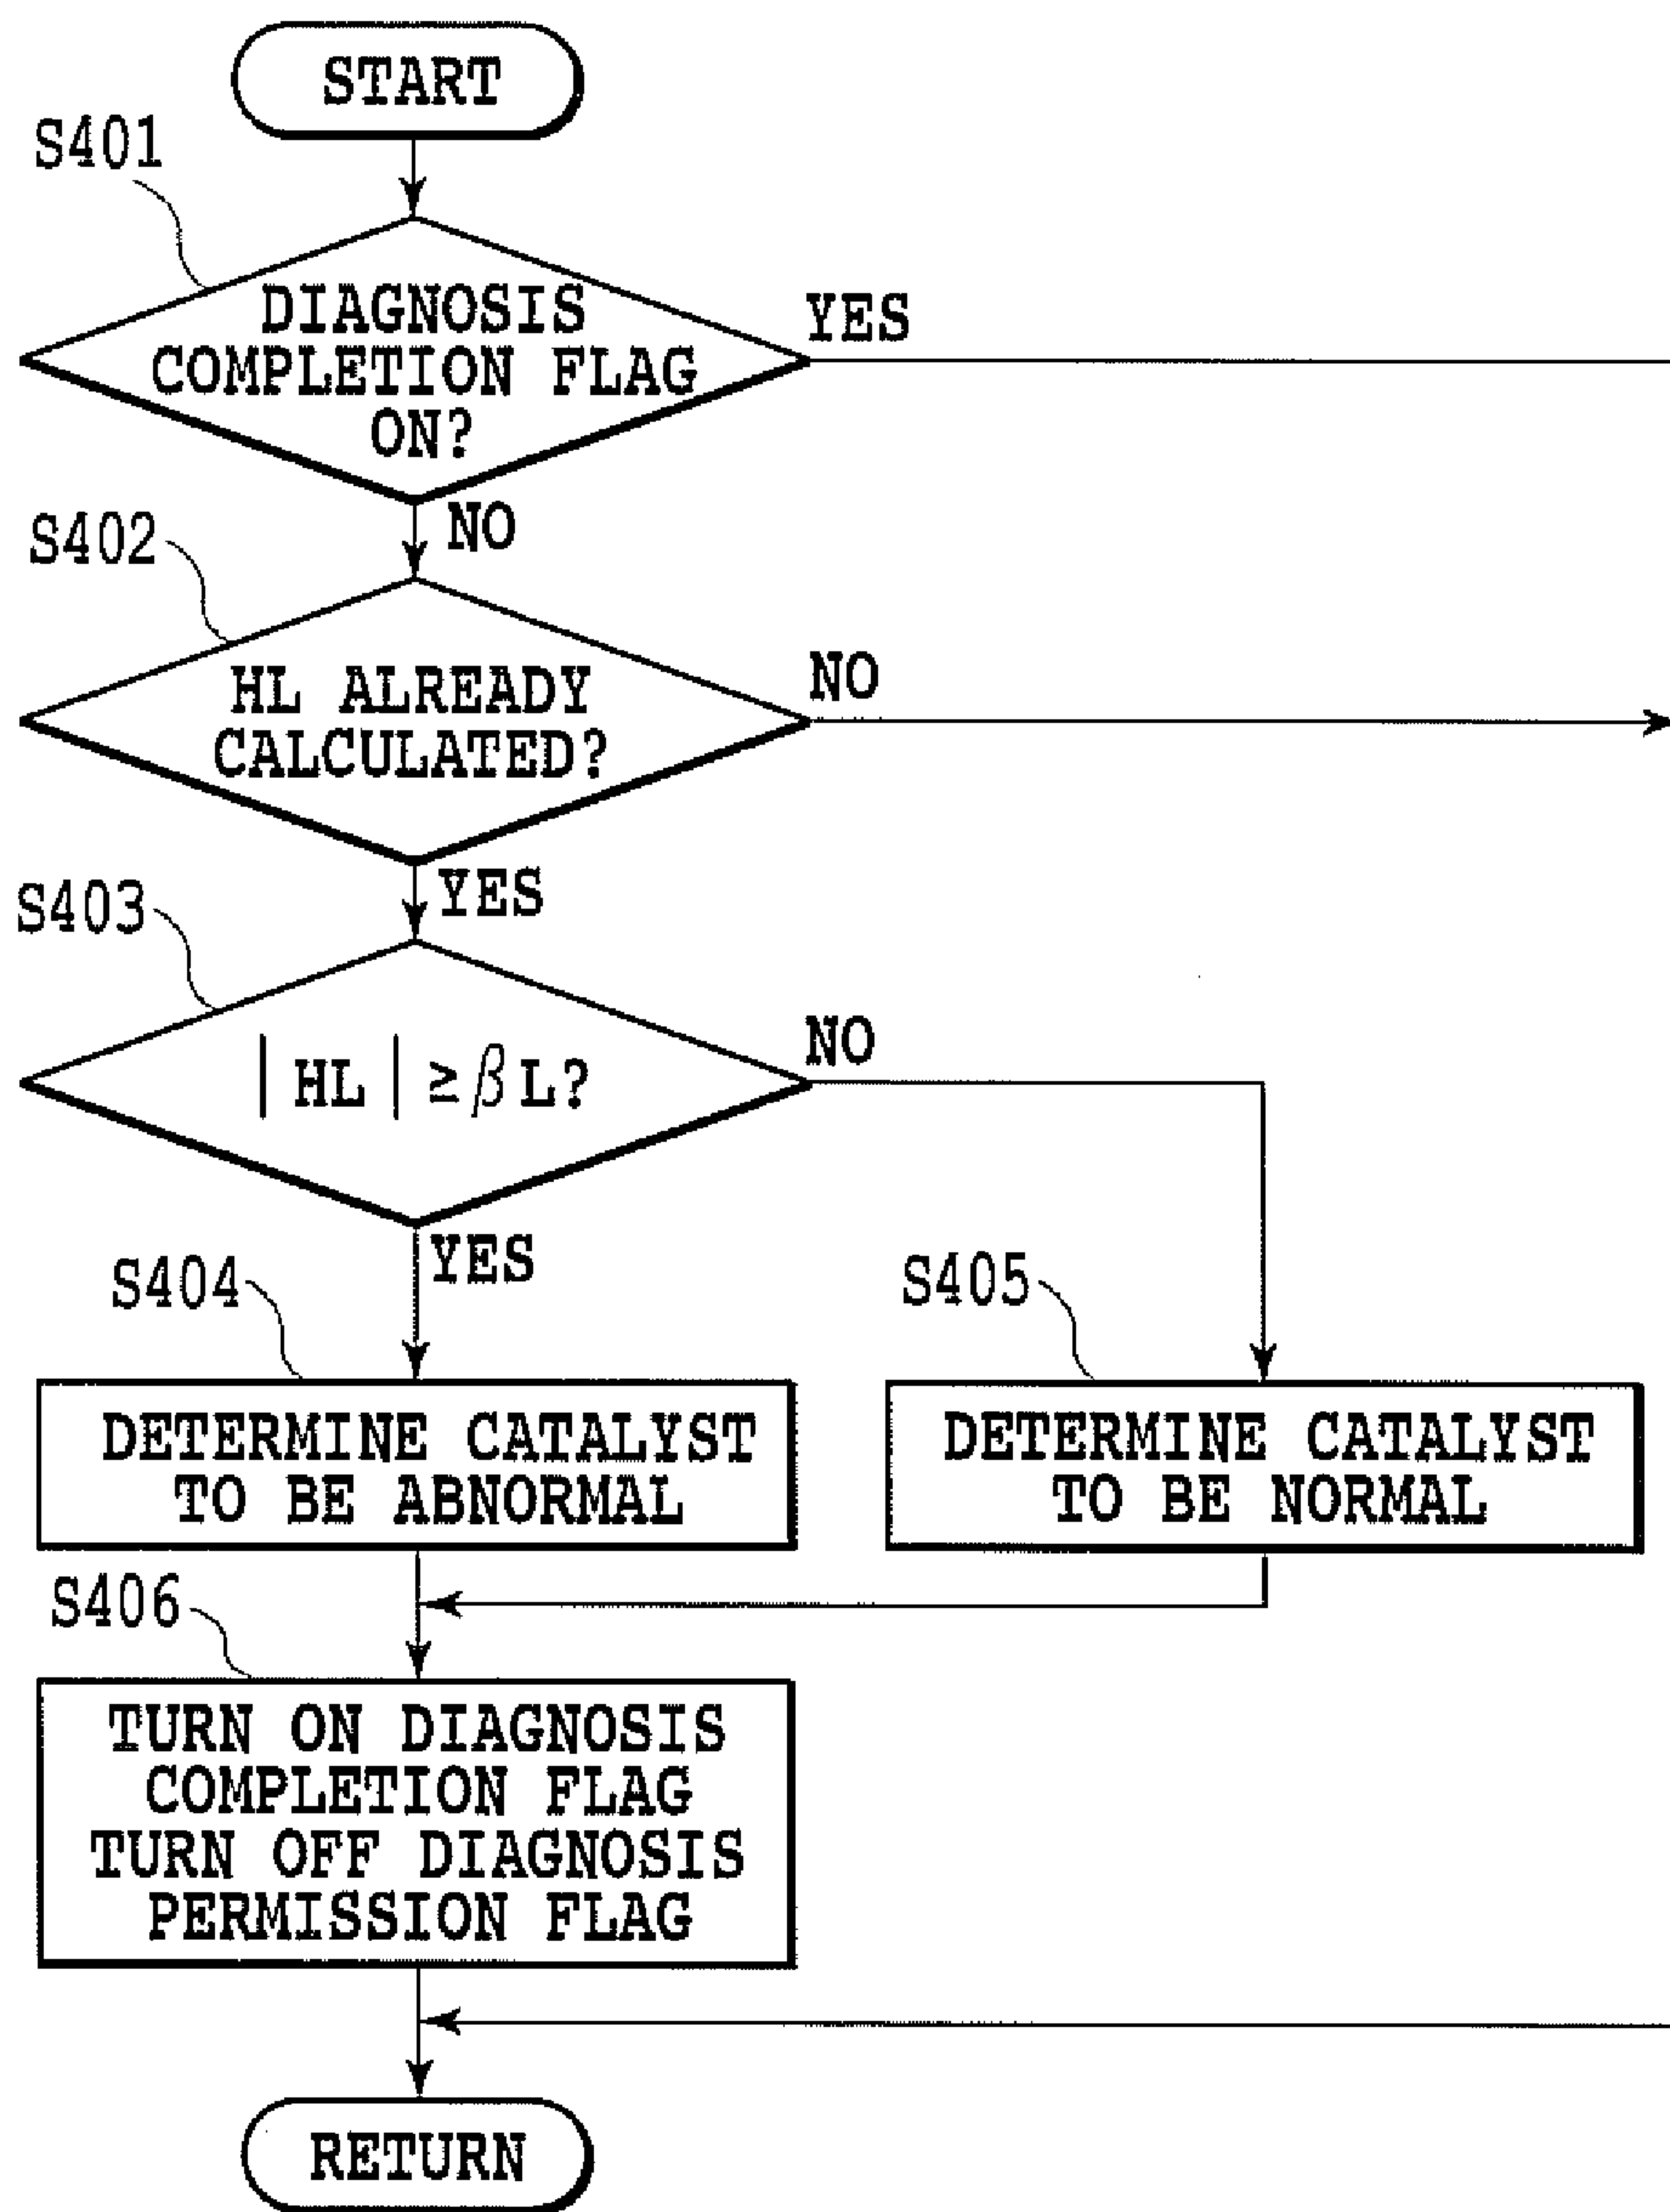 START
S401
DIAGNOSIS
COMPLETION FLAG
ON?
YES
NO
S402
HL ALREADY
CALCULATED?
NO
YES
S403
| HL | ≥ β L?
NO
YES
S404
S405
DETERMINE CATALYST
TO BE ABNORMAL
DETERMINE CATALYST
TO BE NORMAL
S406
TURN ON DIAGNOSIS
COMPLETION FLAG
TURN OFF DIAGNOSIS
PERMISSION FLAG
RETURN